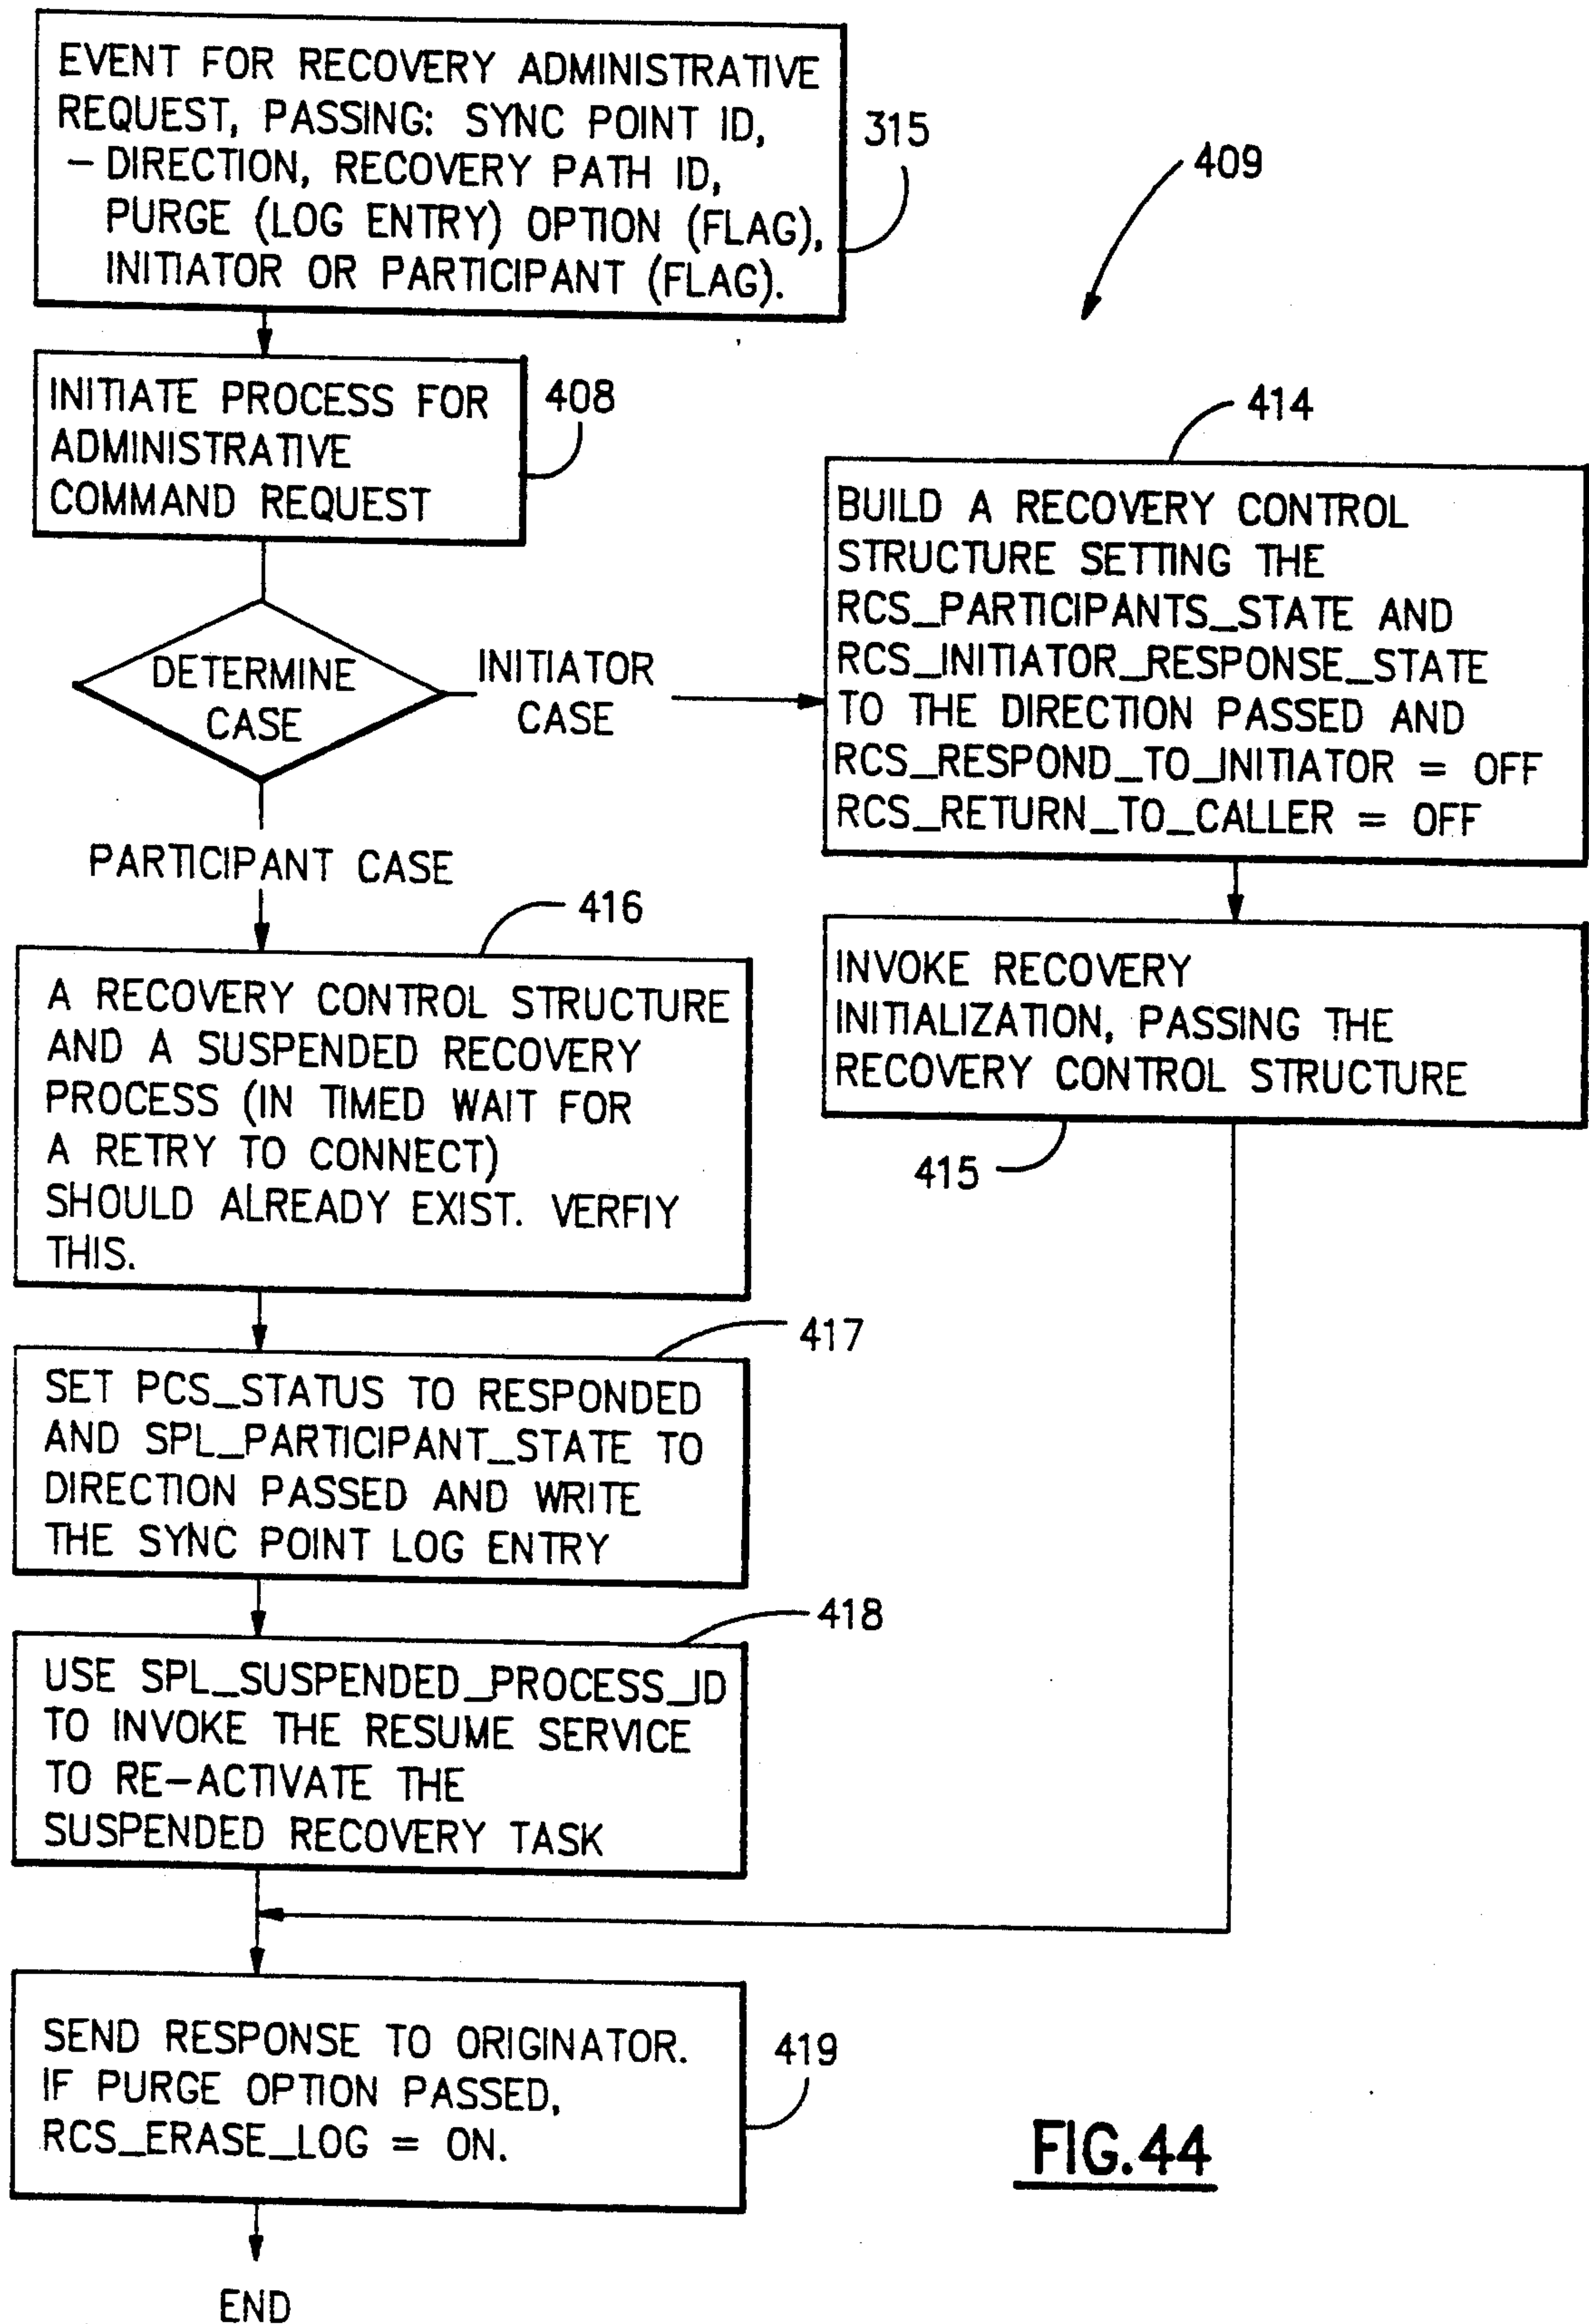 EVENT FOR RECOVERY ADMINISTRATIVE
REQUEST, PASSING: SYNC POINT ID,
– DIRECTION, RECOVERY PATH ID,
PURGE (LOG ENTRY) OPTION (FLAG),
INITIATOR OR PARTICIPANT (FLAG).
315
409
INITIATE PROCESS FOR
ADMINISTRATIVE
COMMAND REQUEST
408
DETERMINE
CASE
INITIATOR
CASE
414
BUILD A RECOVERY CONTROL
STRUCTURE SETTING THE
RCS_PARTICIPANTS_STATE AND
RCS_INITIATOR_RESPONSE_STATE
TO THE DIRECTION PASSED AND
RCS_RESPOND_TO_INITIATOR = OFF
RCS_RETURN_TO_CALLER = OFF
INVOKE RECOVERY
INITIALIZATION, PASSING THE
RECOVERY CONTROL STRUCTURE
415
PARTICIPANT CASE
416
A RECOVERY CONTROL STRUCTURE
AND A SUSPENDED RECOVERY
PROCESS (IN TIMED WAIT FOR
A RETRY TO CONNECT)
SHOULD ALREADY EXIST. VERFIY
THIS.
417
SET PCS_STATUS TO RESPONDED
AND SPL_PARTICIPANT_STATE TO
DIRECTION PASSED AND WRITE
THE SYNC POINT LOG ENTRY
418
USE SPL_SUSPENDED_PROCESS_ID
TO INVOKE THE RESUME SERVICE
TO RE–ACTIVATE THE
SUSPENDED RECOVERY TASK
SEND RESPONSE TO ORIGINATOR.
IF PURGE OPTION PASSED,
RCS_ERASE_LOG = ON.
419
END
FIG.44